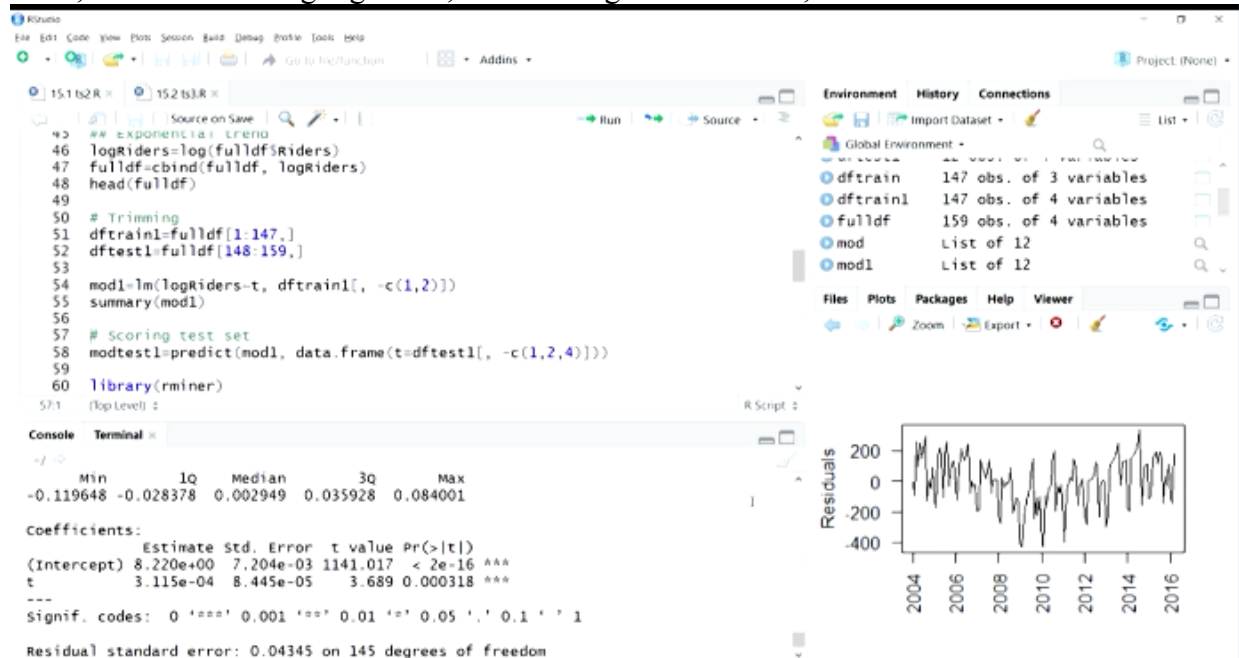 RStudio
File Edit Code View Plots Session Build Debug Profile Tools Help
Go to file/function Addins Project: (None)
15.1 ts2.R 15.2 ts3.R
Source on Save Run Source
45 ## Exponential trend
46 logRiders=log(fulldf$Riders)
47 fulldf=cbind(fulldf, logRiders)
48 head(fulldf)
49
50 # Trimming
51 dftrain1=fulldf[1:147,]
52 dftest1=fulldf[148:159,]
53
54 mod1=lm(logRiders~t, dftrain1[, -c(1,2)])
55 summary(mod1)
56
57 # Scoring test set
58 modtest1=predict(mod1, data.frame(t=dftest1[, -c(1,2,4)]))
59
60 library(rminer)
57:1 (Top Level) R Script
Console Terminal
~/
Min 1Q Median 3Q Max
-0.119648 -0.028378 0.002949 0.035928 0.084001
Coefficients:
Estimate Std. Error t value Pr(>|t|)
(Intercept) 8.220e+00 7.204e-03 1141.017 < 2e-16 ***
t 3.115e-04 8.445e-05 3.689 0.000318 ***
---
Signif. codes: 0 '***' 0.001 '**' 0.01 '*' 0.05 '.' 0.1 ' ' 1
Residual standard error: 0.04345 on 145 degrees of freedom
Environment History Connections
Import Dataset List
Global Environment
dftrain 147 obs. of 3 variables
dftrain1 147 obs. of 4 variables
fulldf 159 obs. of 4 variables
mod List of 12
mod1 List of 12
Files Plots Packages Help Viewer
Zoom Export
Residuals
200
0
-200
-400
2004 2006 2008 2010 2012 2014 2016